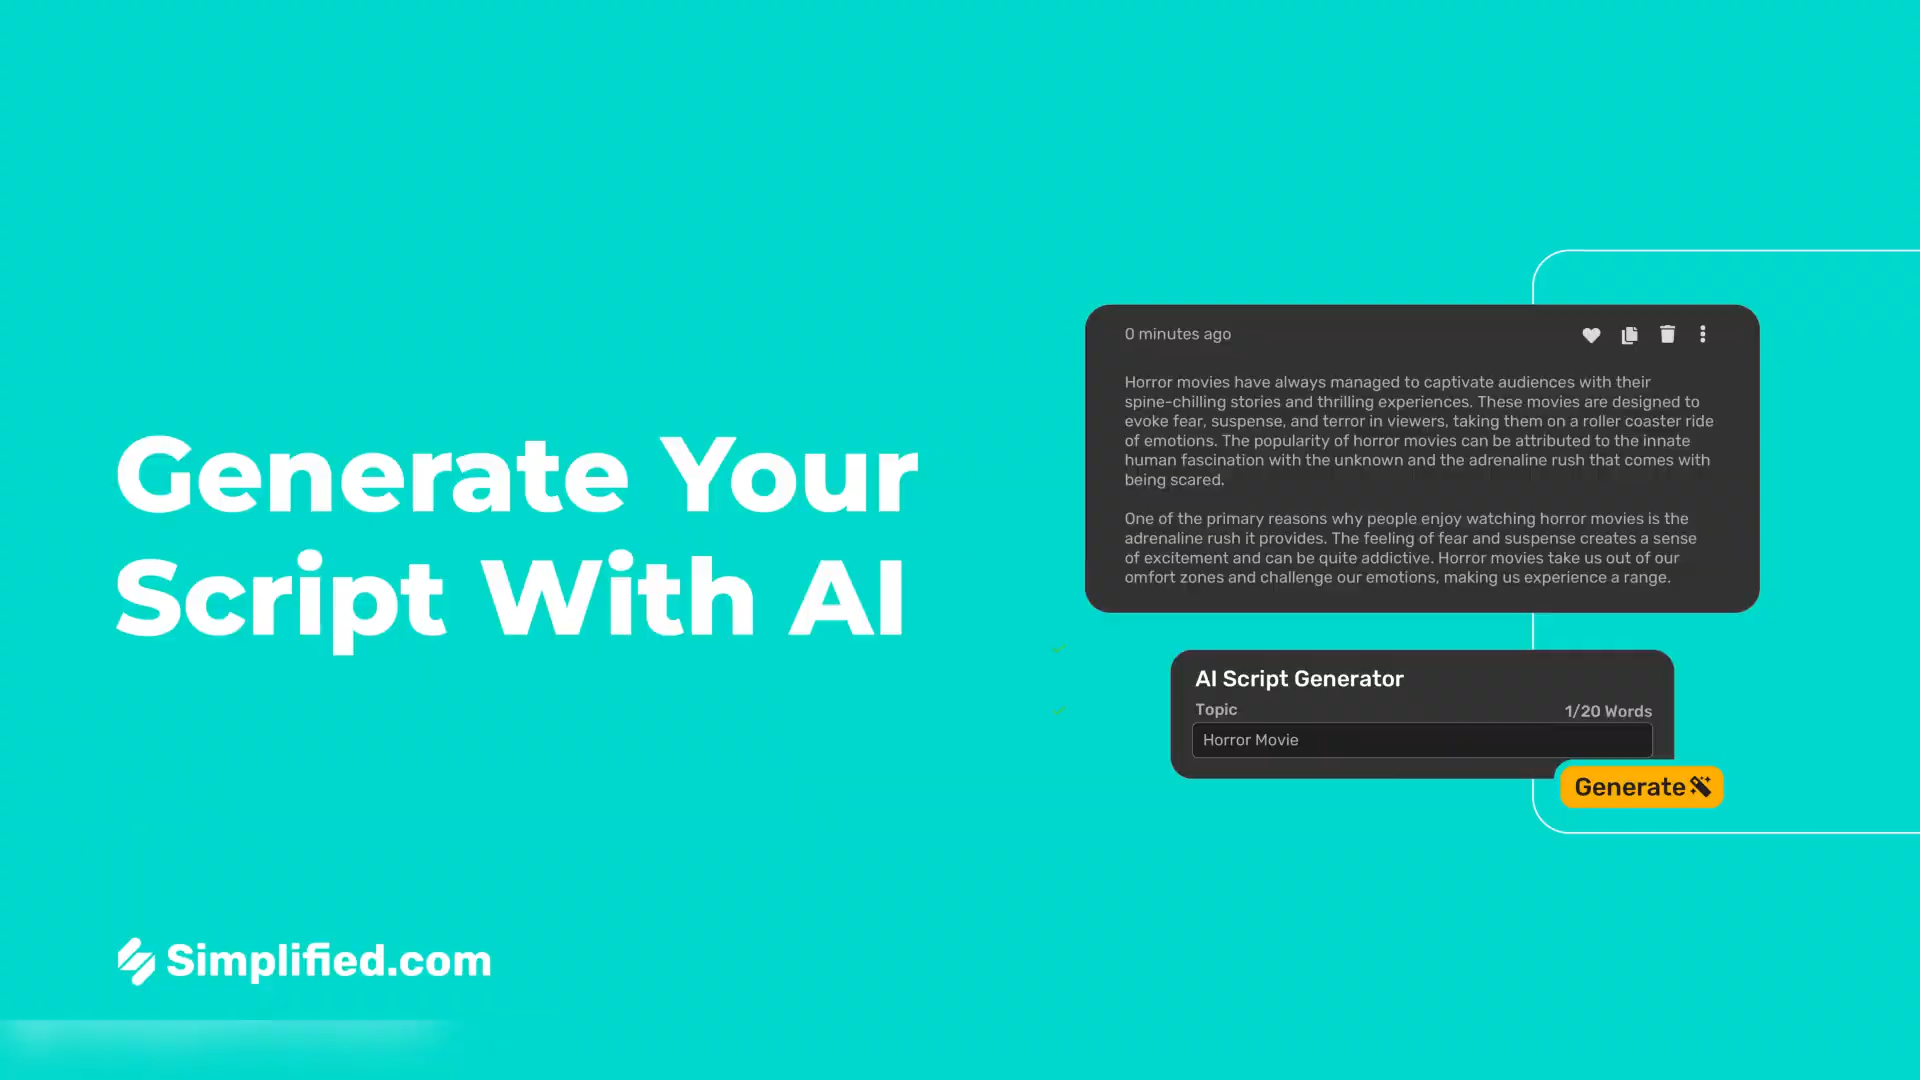 Generate Your
Script With AI
Simplified.com
0 minutes ago
Horror movies have always managed to captivate audiences with their
spine-chilling stories and thrilling experiences. These movies are designed to
evoke fear, suspense, and terror in viewers, taking them on a roller coaster ride
of emotions. The popularity of horror movies can be attributed to the innate
human fascination with the unknown and the adrenaline rush that comes with
being scared.
One of the primary reasons why people enjoy watching horror movies is the
adrenaline rush it provides. The feeling of fear and suspense creates a sense
of excitement and can be quite addictive. Horror movies take us out of our
omfort zones and challenge our emotions, making us experience a range.
AI Script Generator
Topic
1/20 Words
Horror Movie
Generate